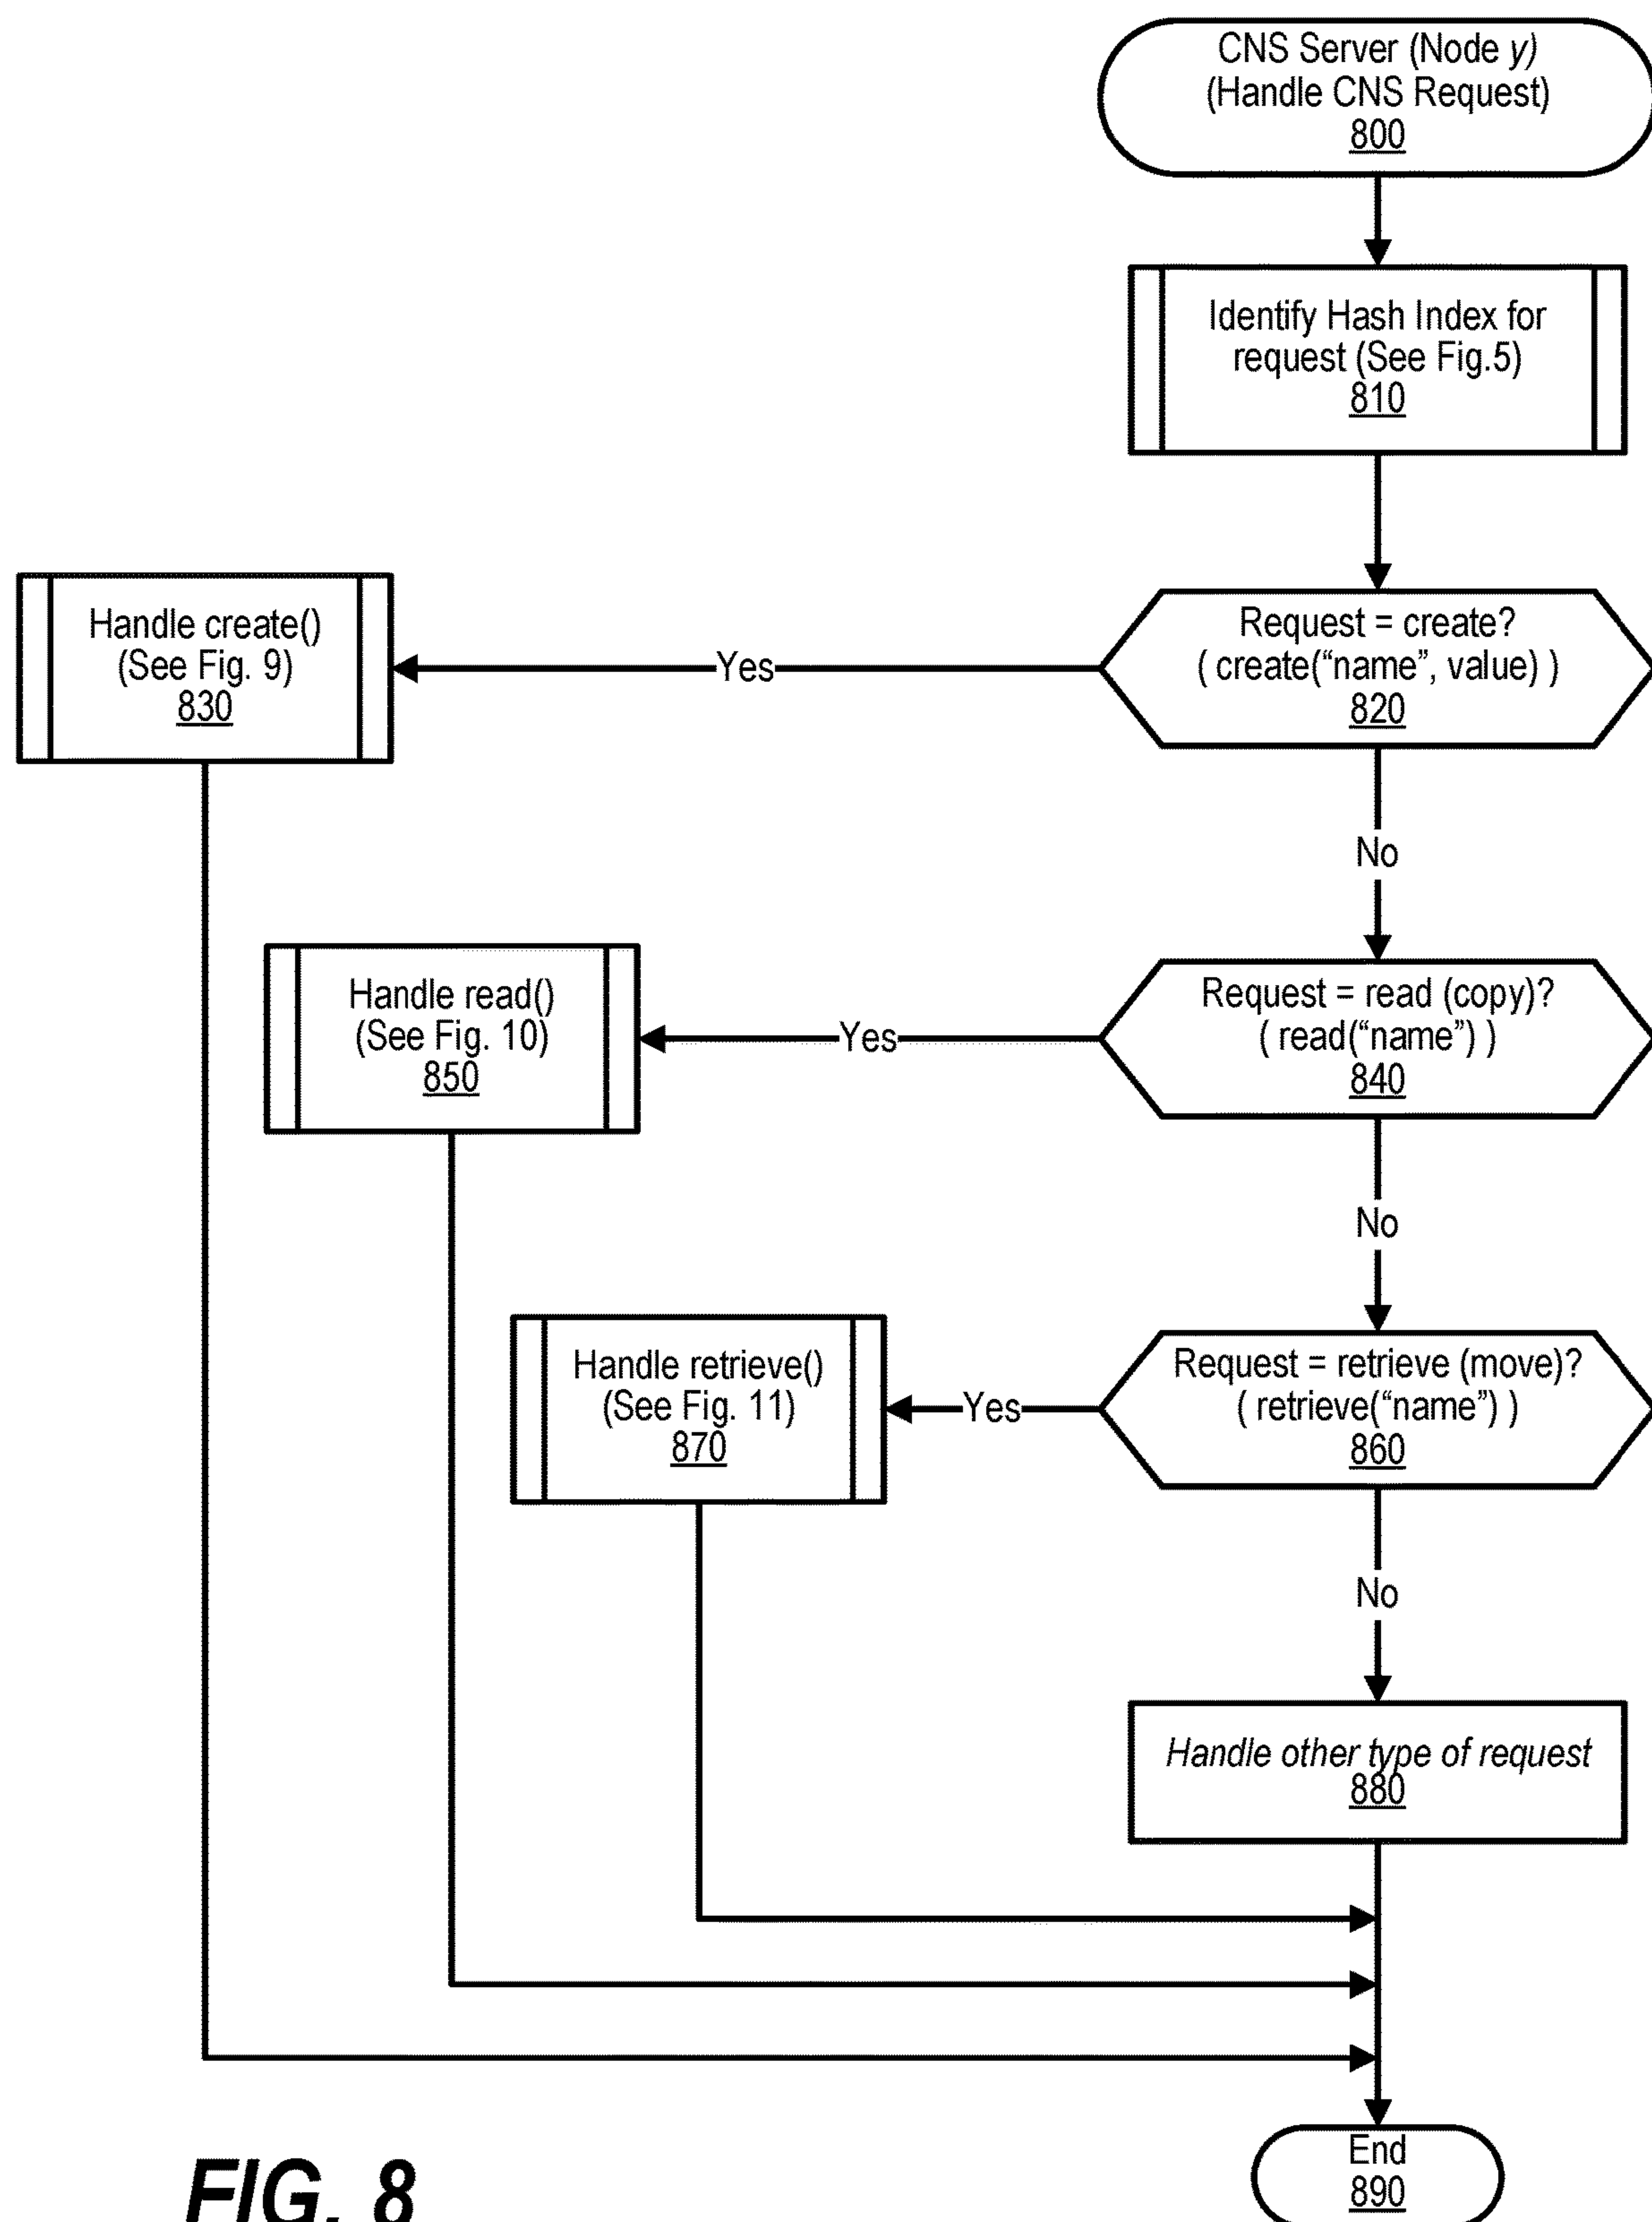 CNS Server (Node y)
(Handle CNS Request)
800
Identify Hash Index for
request (See Fig.5)
810
Request = create?
( create(“name”, value) )
820
Yes
Handle create()
(See Fig. 9)
830
No
Request = read (copy)?
( read(“name”) )
840
Yes
Handle read()
(See Fig. 10)
850
No
Request = retrieve (move)?
( retrieve(“name”) )
860
Yes
Handle retrieve()
(See Fig. 11)
870
No
Handle other type of request
880
End
890
FIG. 8